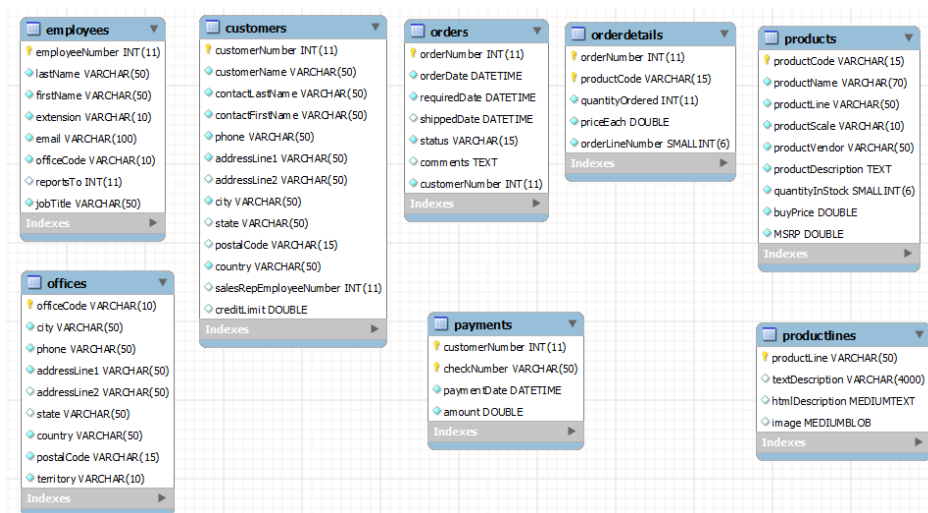 employees
employeeNumber INT(11)
lastName VARCHAR(50)
firstName VARCHAR(50)
extension VARCHAR(10)
email VARCHAR(100)
officeCode VARCHAR(10)
reportsTo INT(11)
jobTitle VARCHAR(50)
Indexes
customers
customerNumber INT(11)
customerName VARCHAR(50)
contactLastName VARCHAR(50)
contactFirstName VARCHAR(50)
phone VARCHAR(50)
addressLine1 VARCHAR(50)
addressLine2 VARCHAR(50)
city VARCHAR(50)
state VARCHAR(50)
postalCode VARCHAR(15)
country VARCHAR(50)
salesRepEmployeeNumber INT(11)
creditLimit DOUBLE
Indexes
orders
orderNumber INT(11)
orderDate DATETIME
requiredDate DATETIME
shippedDate DATETIME
status VARCHAR(15)
comments TEXT
customerNumber INT(11)
Indexes
orderdetails
orderNumber INT(11)
productCode VARCHAR(15)
quantityOrdered INT(11)
priceEach DOUBLE
orderLineNumber SMALLINT(6)
Indexes
products
productCode VARCHAR(15)
productName VARCHAR(70)
productLine VARCHAR(50)
productScale VARCHAR(10)
productVendor VARCHAR(50)
productDescription TEXT
quantityInStock SMALLINT(6)
buyPrice DOUBLE
MSRP DOUBLE
Indexes
offices
officeCode VARCHAR(10)
city VARCHAR(50)
phone VARCHAR(50)
addressLine1 VARCHAR(50)
addressLine2 VARCHAR(50)
state VARCHAR(50)
country VARCHAR(50)
postalCode VARCHAR(15)
territory VARCHAR(10)
Indexes
payments
customerNumber INT(11)
checkNumber VARCHAR(50)
paymentDate DATETIME
amount DOUBLE
Indexes
productlines
productLine VARCHAR(50)
textDescription VARCHAR(4000)
htmlDescription MEDIUMTEXT
image MEDIUMBLOB
Indexes